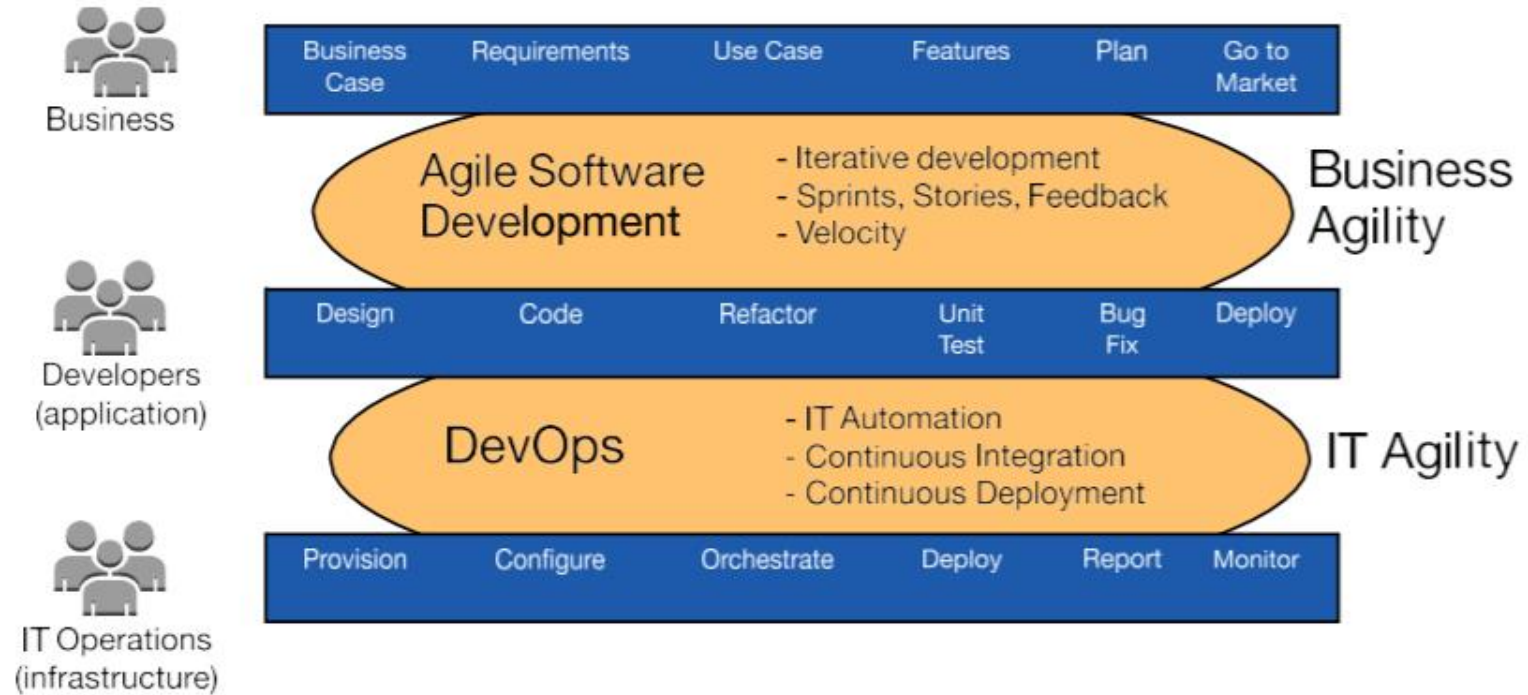 Business
Business Requirements Use Case Features Plan Go to
Case Market
Agile Software
Development
- Iterative development
- Sprints, Stories, Feedback
- Velocity
Business
Agility
Developers
(application)
Design Code Refactor Unit Bug Deploy
Test Fix
DevOps
- IT Automation
- Continuous Integration
- Continuous Deployment
IT Agility
IT Operations
(infrastructure)
Provision Configure Orchestrate Deploy Report Monitor